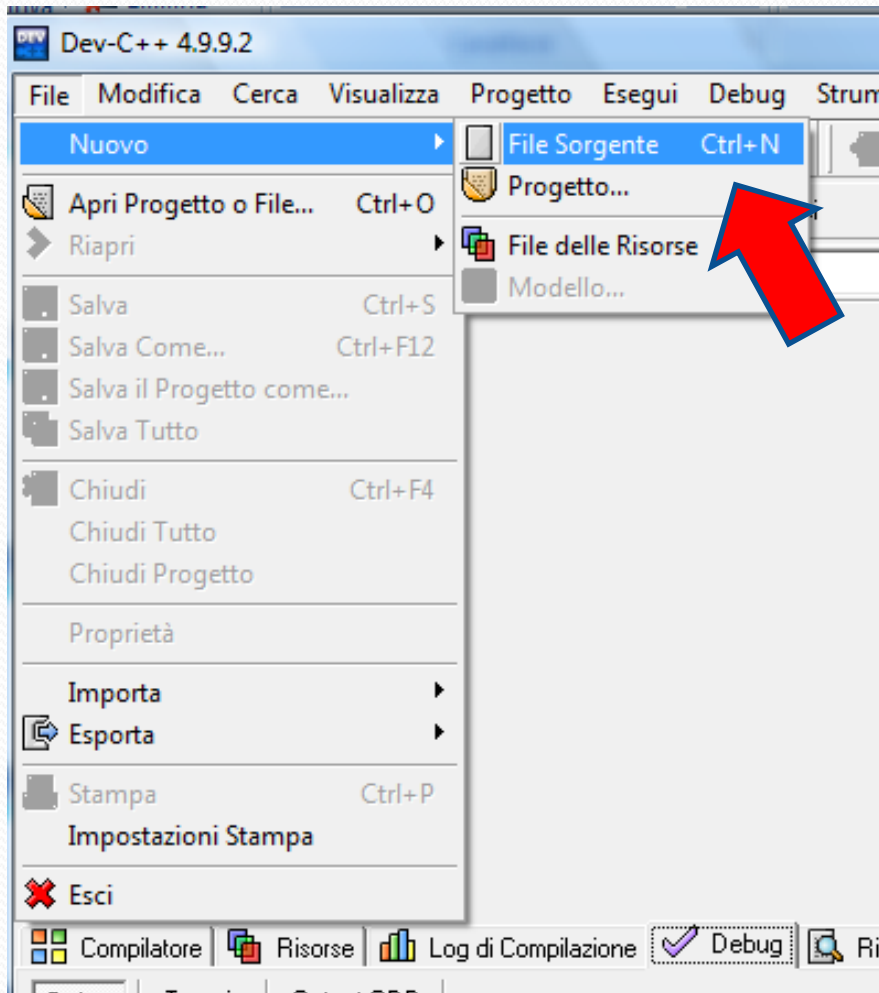 Dev-C++ 4.9.9.2
File Modifica Cerca Visualizza Progetto Esegui Debug
Nuovo
File Sorgente Ctrl+N
Progetto...
File delle Risorse
Modello...
Apri Progetto o File... Ctrl+O
Riapri
Salva Ctrl+S
Salva Come... Ctrl+F12
Salva il Progetto come...
Salva Tutto
Chiudi Ctrl+F4
Chiudi Tutto
Chiudi Progetto
Proprietà
Importa
Esporta
Stampa Ctrl+P
Impostazioni Stampa
Esci
Compilatore Risorse Log di Compilazione Debug